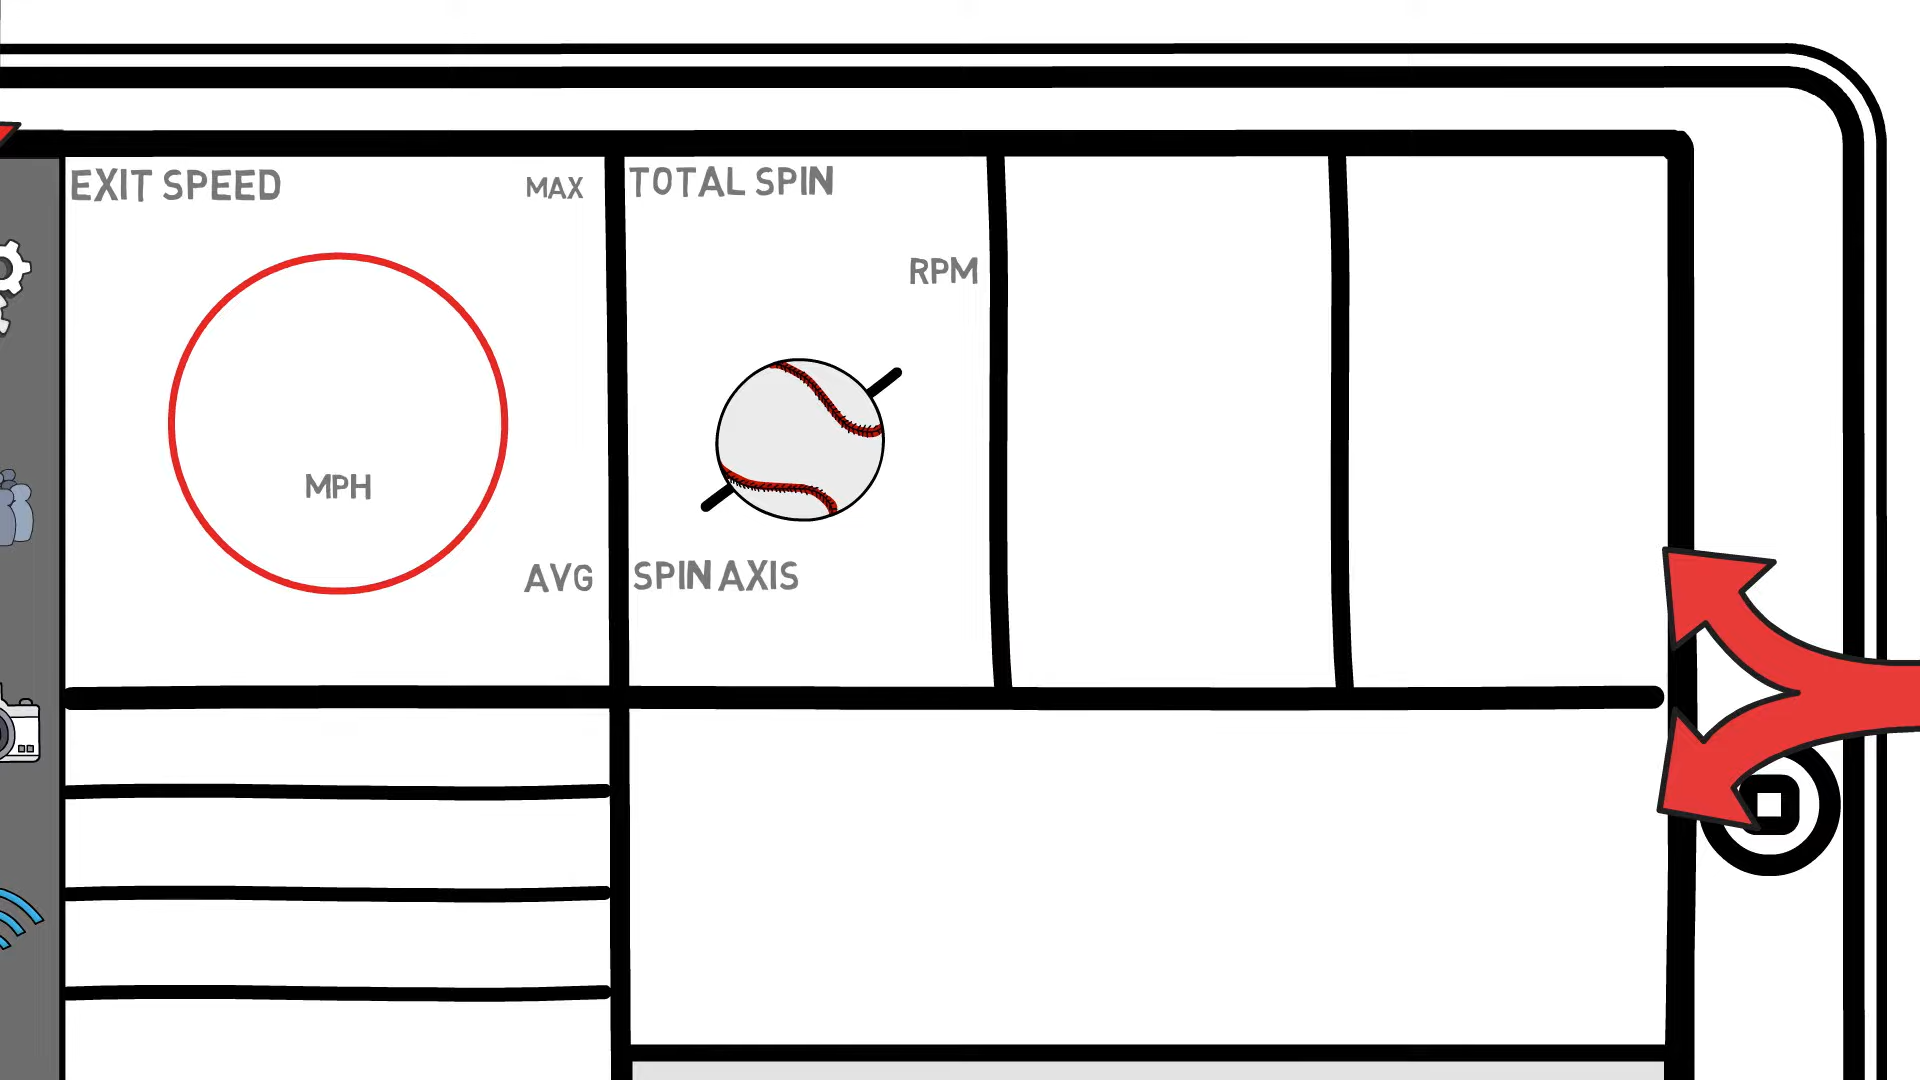 EXIT SPEED
MAX
MPH
AVG
TOTAL SPIN
RPM
SPIN AXIS